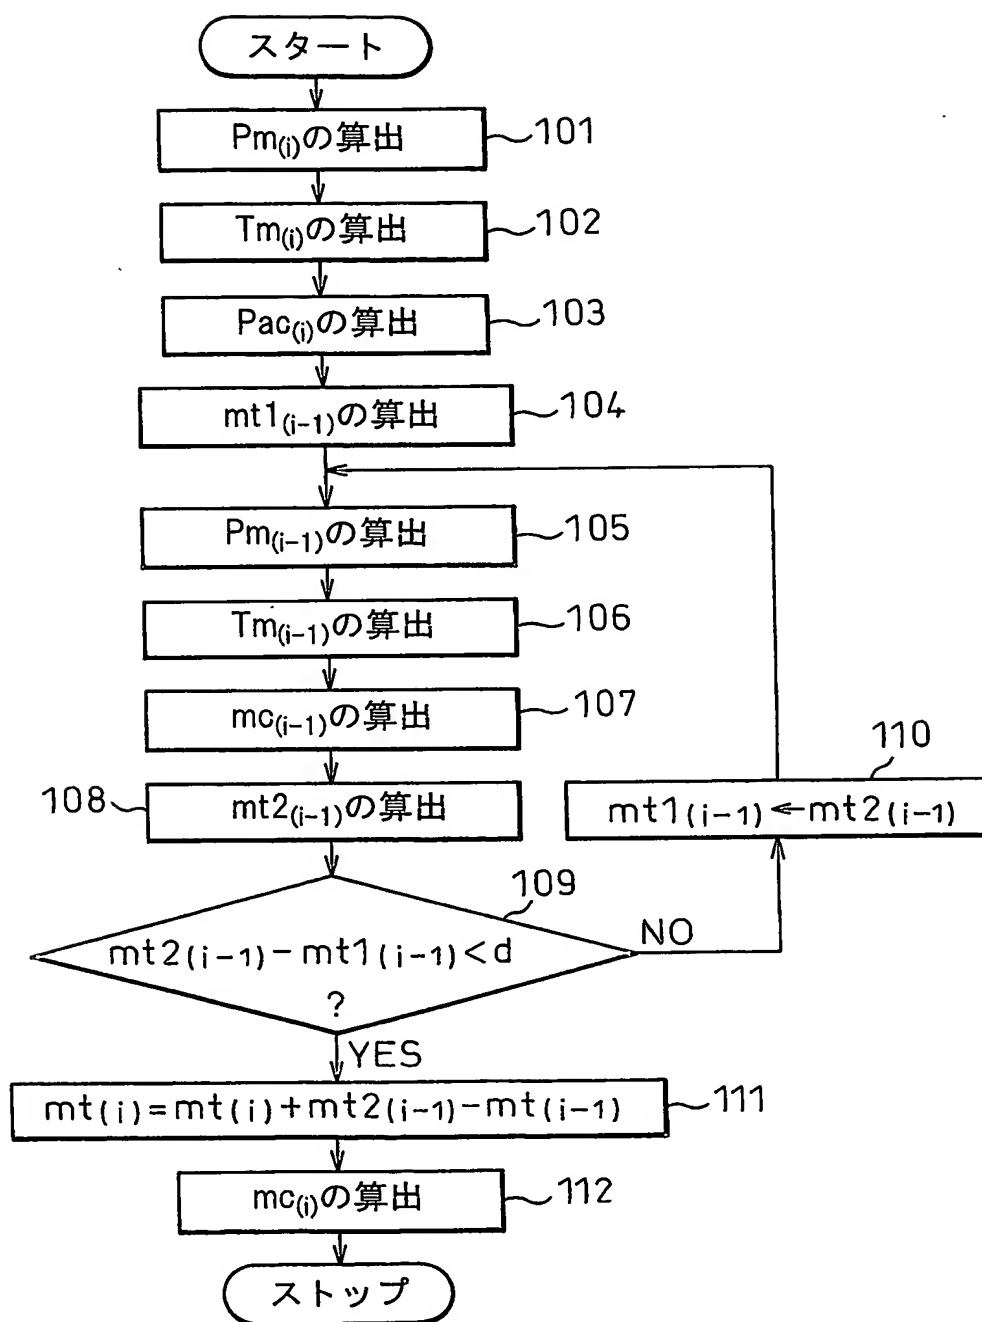 スタート
Pm(i)の算出
101
Tm(i)の算出
102
Pac(i)の算出
103
mt1(i-1)の算出
104
Pm(i-1)の算出
105
Tm(i-1)の算出
106
mc(i-1)の算出
107
110
108
mt2(i-1)の算出
mt1(i-1)←mt2(i-1)
109
mt2(i-1)-mt1(i-1)<d
?
NO
YES
mt(i)=mt(i)+mt2(i-1)-mt(i-1)
111
mc(i)の算出
112
ストップ